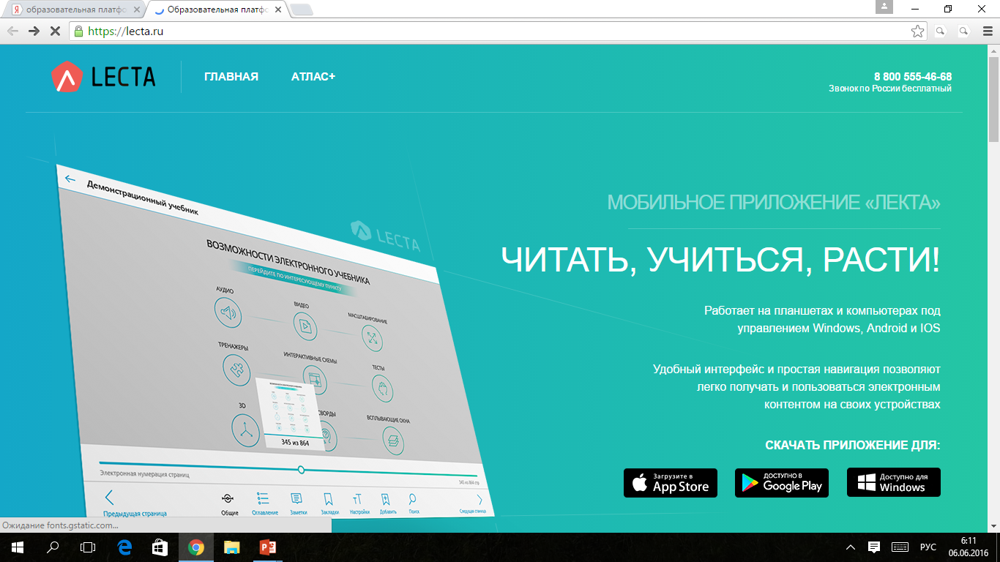 образовательная платфо
Образовательная платфо
https://lecta.ru
LECTA
ГЛАВНАЯ
АТЛАС+
8 800 555-46-68
Звонок по России бесплатный
Демонстрационный учебник
LECTA
ВОЗМОЖНОСТИ ЭЛЕКТРОННОГО УЧЕБНИКА
ПЕРЕЙДИТЕ ПО ИНТЕРЕСУЮЩЕМУ ПУНКТУ
АУДИО
ВИДЕО
МАСШТАБИРОВАНИЕ
ТРЕНАЖЕРЫ
ИНТЕРАКТИВНЫЕ СХЕМЫ
ТЕСТЫ
3D
СВОРДЫ
ВСПЛЫВАЮЩИЕ ОКНА
345 из 864
Электронная нумерация страниц
345 из 864 стр
Предыдущая страница
Общие
Оглавление
Заметки
Закладки
Настройки
Добавить
Поиск
МОБИЛЬНОЕ ПРИЛОЖЕНИЕ «ЛЕКТА»
ЧИТАТЬ, УЧИТЬСЯ, РАСТИ!
Работает на планшетах и компьютерах под
управлением Windows, Android и IOS
Удобный интерфейс и простая навигация позволяют
легко получать и пользоваться электронным
контентом на своих устройствах
СКАЧАТЬ ПРИЛОЖЕНИЕ ДЛЯ:
Загрузите в
App Store
ДОСТУПНО В
Google Play
Доступно для
Windows
Ожидание fonts.gstatic.com...
РУС
6:11
06.06.2016